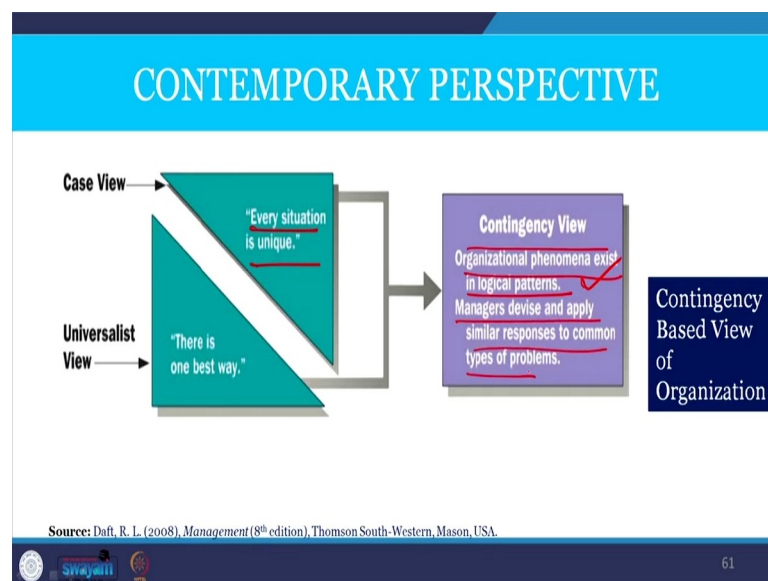 CONTEMPORARY PERSPECTIVE
Case View
"Every situation
is unique."
Universalist
View
"There is
one best way."
Contingency View
Organizational phenomena exist
in logical patterns.
Managers devise and apply
similar responses to common
types of problems.
Contingency
Based View
of
Organization
Source: Daft, R. L. (2008), Management (8th edition), Thomson South-Western, Mason, USA.
swayam
61